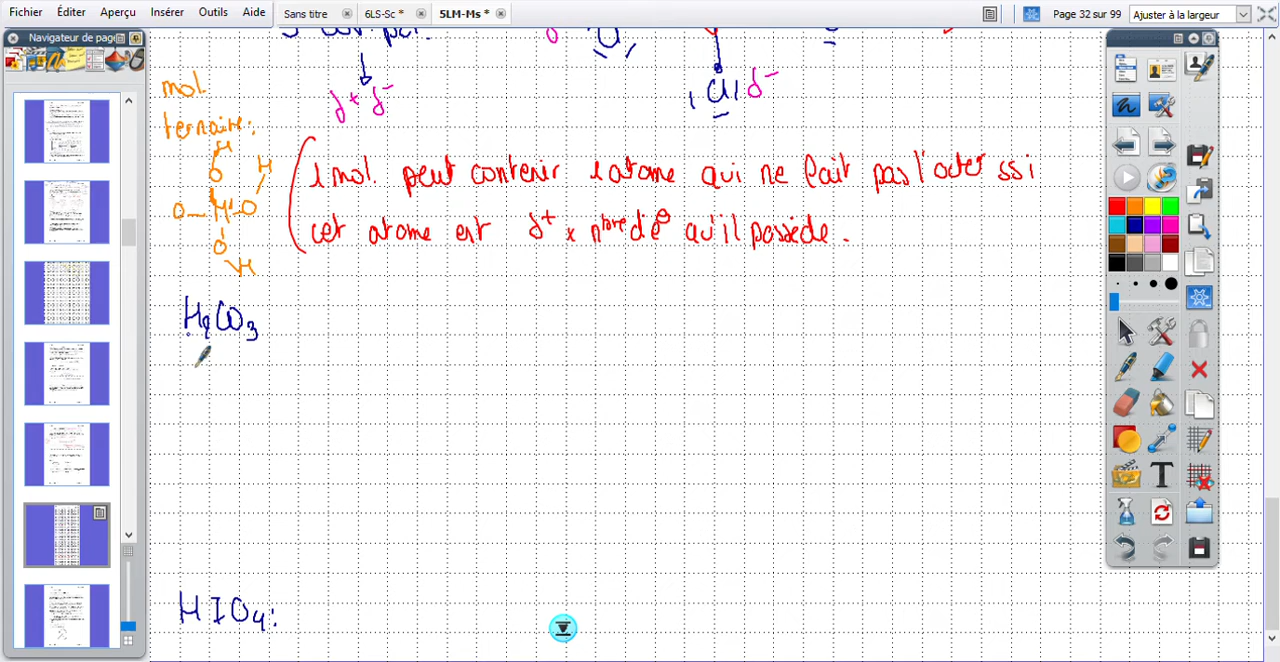 Fichier Éditer Aperçu Insérer Outils Aide
Sans titre
6LS-Sc *
5LM-Ms *
Page 32 sur 99
Ajuster à la largeur
Navigateur de page
δ+ δ-
Cl δ-
mol.
ternaire:
H
O H
O - M - O
O
H
1 mol. peut contenir 1 atome qui ne fait pas l'octet ssi
cet atome est δ+ x nbre d'é qu'il possède.
H2CO3
HIO4: